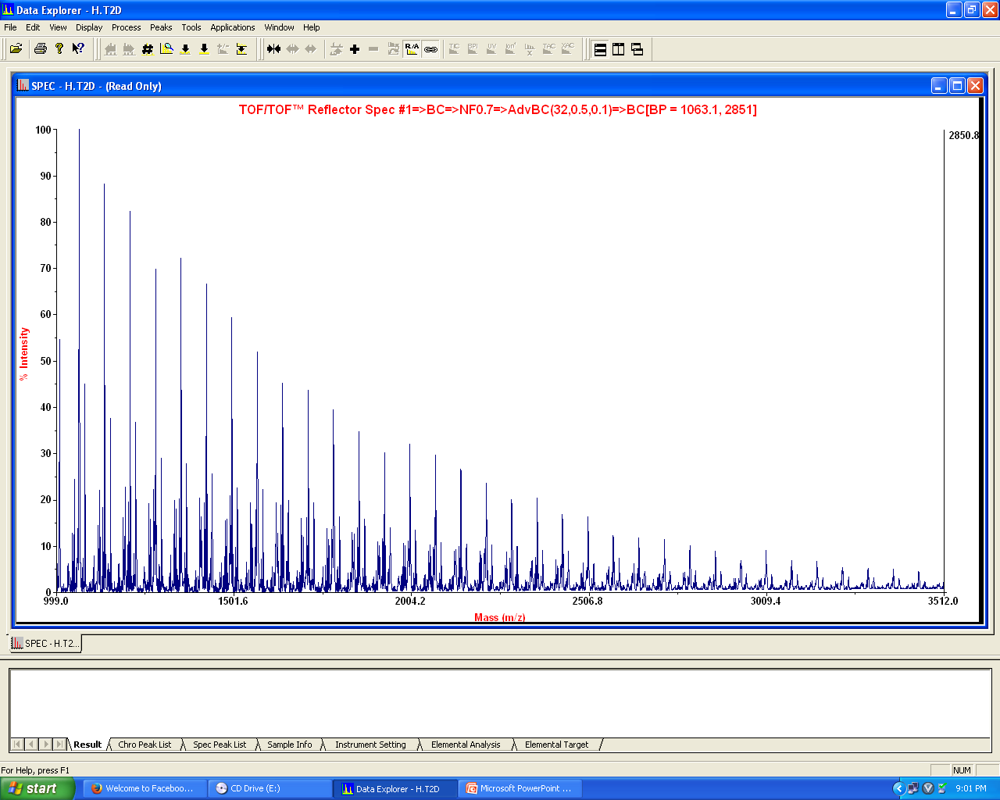 Data Explorer - H.T2D
File Edit View Display Process Peaks Tools Applications Window Help
R/A TIC BPI UV TAC XAC
SPEC - H.T2D - (Read Only)
TOF/TOF™ Reflector Spec #1=>BC=>NF0.7=>AdvBC(32,0.5,0.1)=>BC[BP = 1063.1, 2851]
2850.8
100
90
80
70
60
50
40
30
20
10
0
% Intensity
999.0 1501.6 2004.2 2506.8 3009.4 3512.0
Mass (m/z)
SPEC - H.T2...
Result Chro Peak List Spec Peak List Sample Info Instrument Setting Elemental Analysis Elemental Target
For Help, press F1
NUM
start Welcome to Faceboo... CD Drive (E:) Data Explorer - H.T2D Microsoft PowerPoint ... 9:01 PM